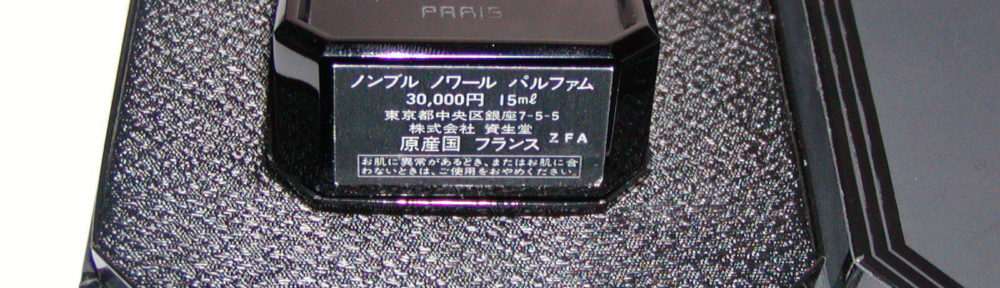 PARIS
ノンブル ノワール パルファム
30,000円 15mℓ
東京都中央区銀座7-5-5
株式会社 資生堂
原産国 フランス ZFA
お肌に異常があるとき、またはお肌に合
わないときは、ご使用をおやめください。